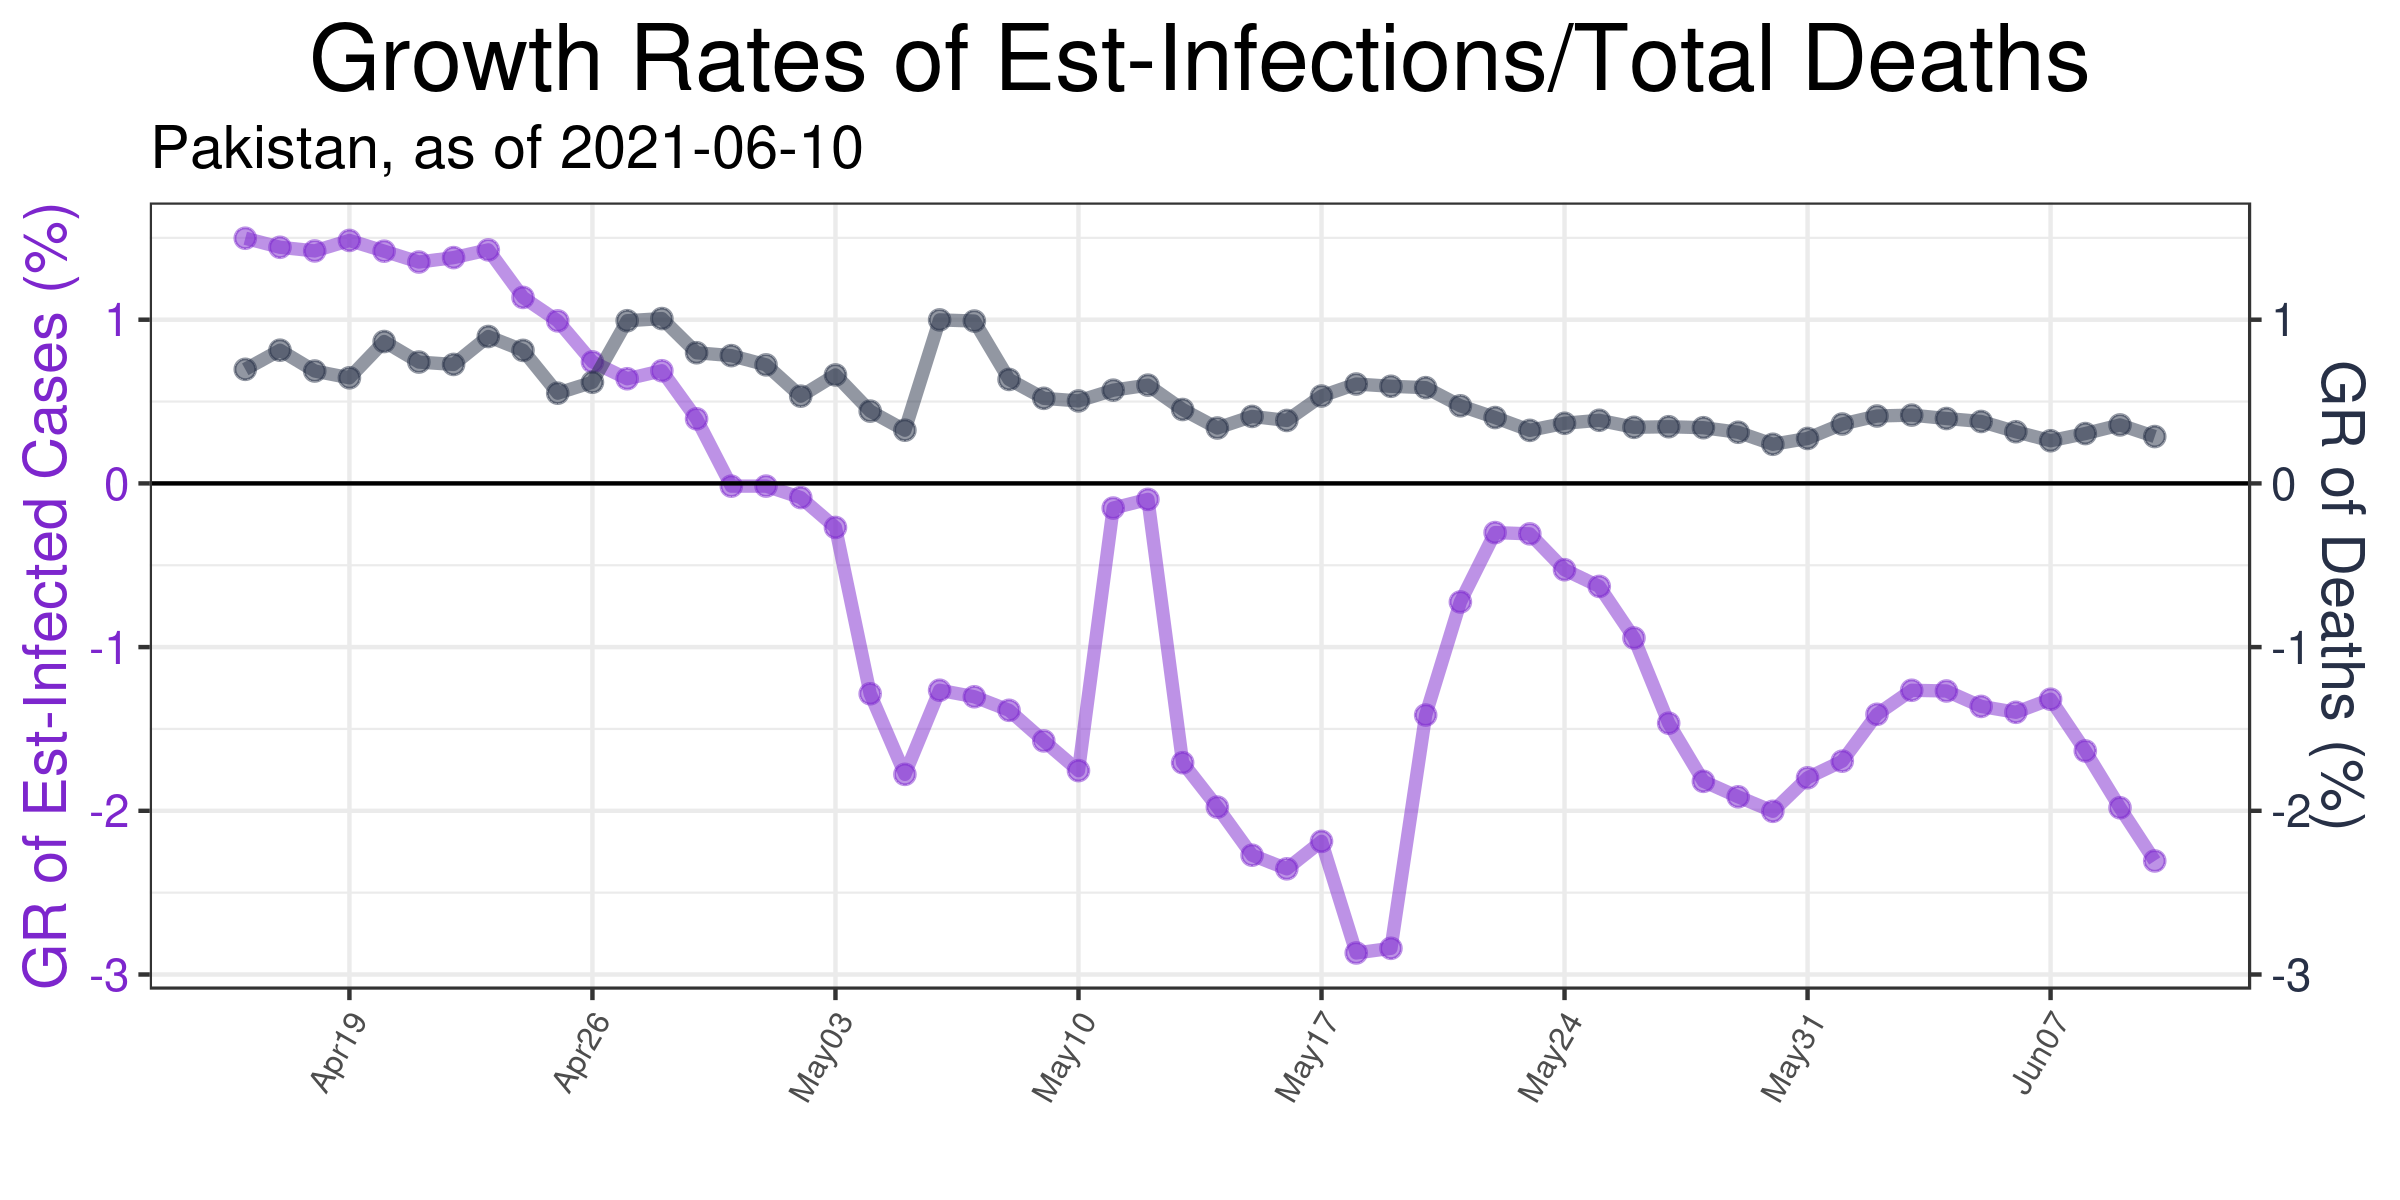 Growth Rates of Est-Infections/Total Deaths
Pakistan, as of 2021-06-10
GR of Est-Infected Cases (%)
1
0
-1
-2
-3
1
0
-1
-2
-3
GR of Deaths (%)
Apr19
Apr26
May03
May10
May17
May24
May31
Jun07